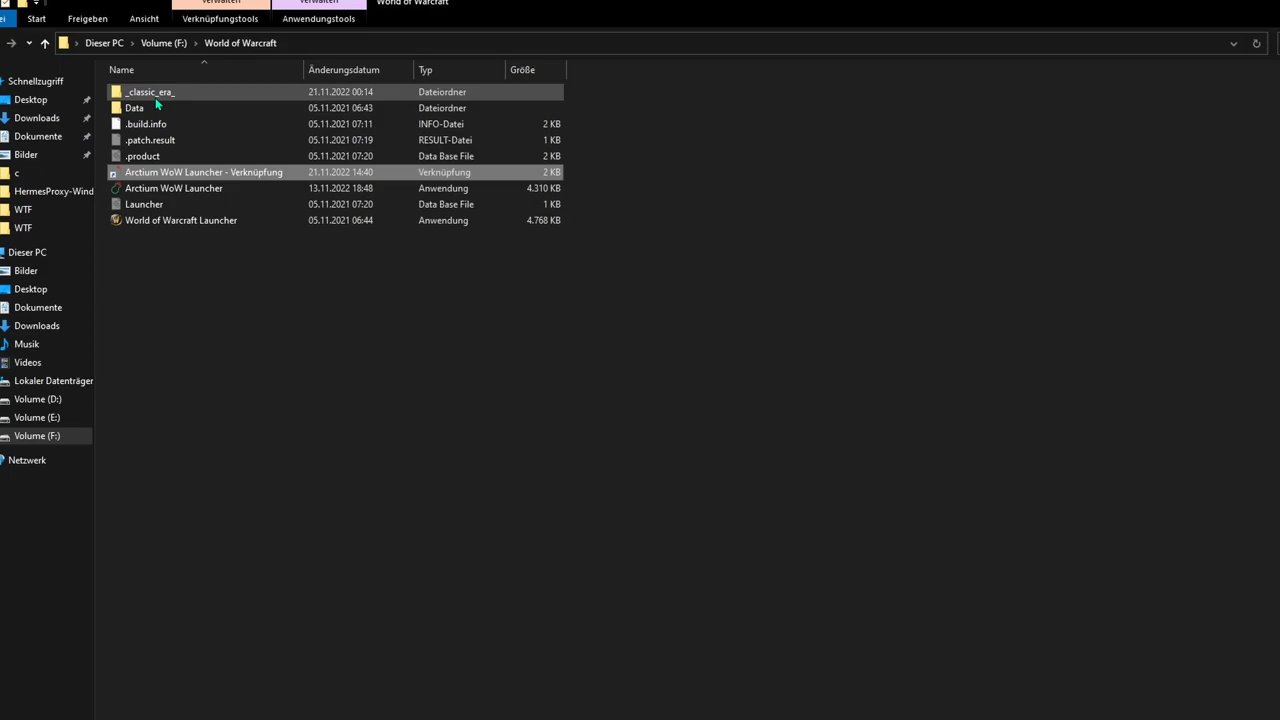 verwalten verwalten World of Warcraft
ei Start Freigeben Ansicht Verknüpfungstools Anwendungstools
Dieser PC Volume (F:) World of Warcraft
Name Änderungsdatum Typ Größe
Schnellzugriff
Desktop
Downloads
Dokumente
Bilder
c
HermesProxy-Wind
WTF
WTF
Dieser PC
Bilder
Desktop
Dokumente
Downloads
Musik
Videos
Lokaler Datenträger
Volume (D:)
Volume (E:)
Volume (F:)
Netzwerk
_classic_era_ 21.11.2022 00:14 Dateiordner
Data 05.11.2021 06:43 Dateiordner
.build.info 05.11.2021 07:11 INFO-Datei 2 KB
.patch.result 05.11.2021 07:19 RESULT-Datei 1 KB
.product 05.11.2021 07:20 Data Base File 2 KB
Arctium WoW Launcher - Verknüpfung 21.11.2022 14:40 Verknüpfung 2 KB
Arctium WoW Launcher 13.11.2022 18:48 Anwendung 4.310 KB
Launcher 05.11.2021 07:20 Data Base File 1 KB
World of Warcraft Launcher 05.11.2021 06:44 Anwendung 4.768 KB